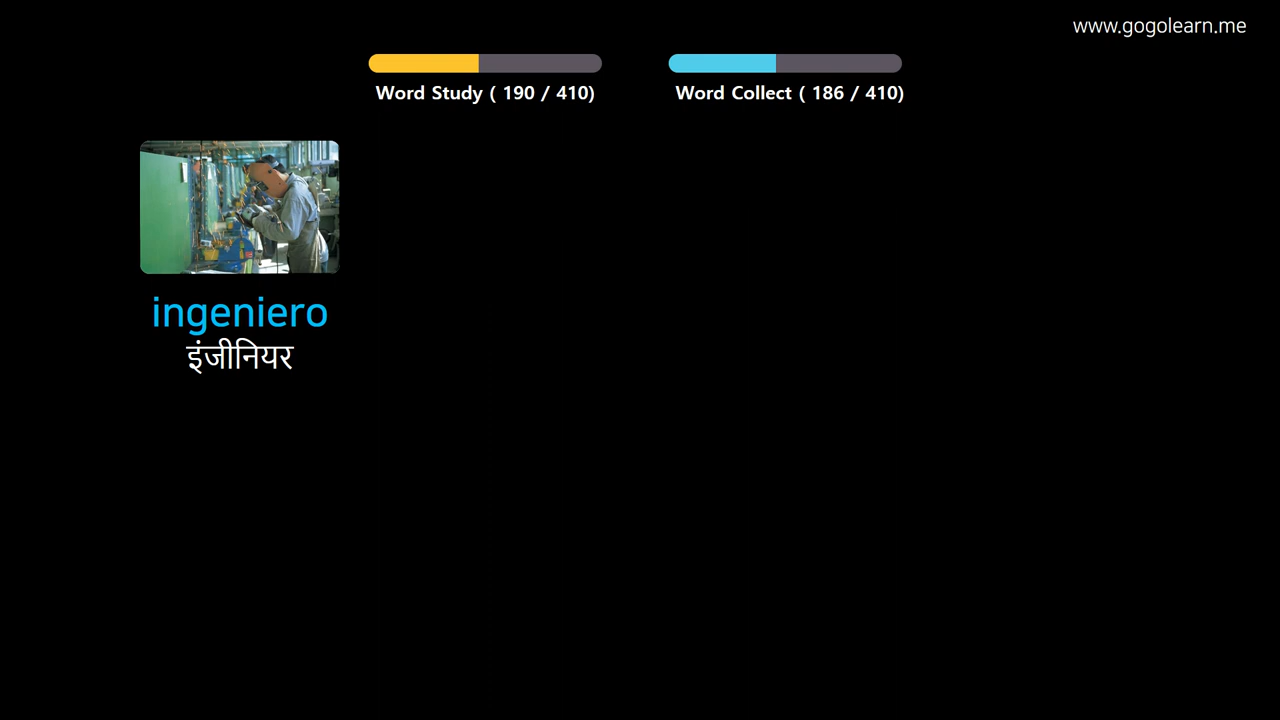 www.gogolearn.me
Word Study ( 190 / 410)
Word Collect ( 186 / 410)
ingeniero
इंजीनियर